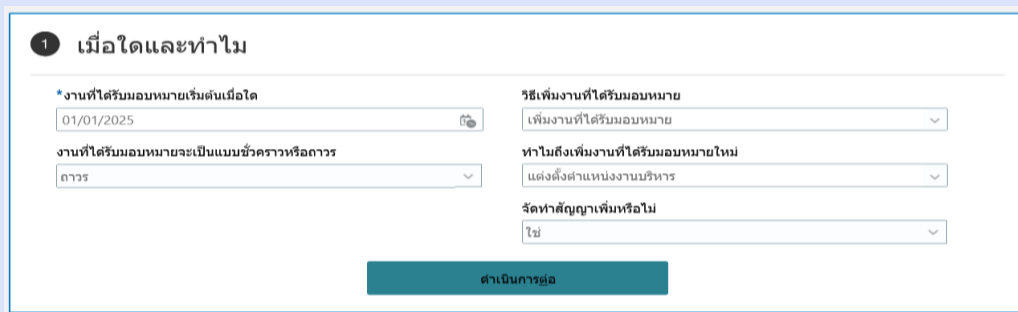 1 เมื่อใดและทำไม
*งานที่ได้รับมอบหมายเริ่มต้นเมื่อใด
01/01/2025
งานที่ได้รับมอบหมายจะเป็นแบบชั่วคราวหรือถาวร
ถาวร
วิธีเพิ่มงานที่ได้รับมอบหมาย
เพิ่มงานที่ได้รับมอบหมาย
ทำไมถึงเพิ่มงานที่ได้รับมอบหมายใหม่
แต่งตั้งตำแหน่งงานบริหาร
จัดทำสัญญาเพิ่มหรือไม่
ใช่
ดำเนินการต่อ